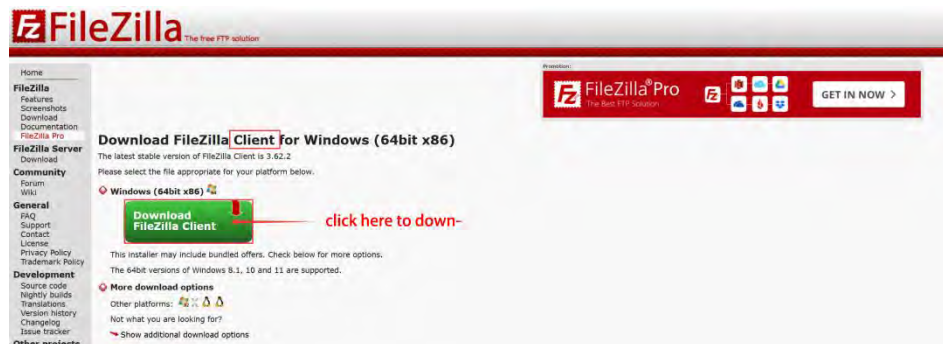 FileZilla The free FTP solution
Promotion:
FileZilla®Pro
The Best FTP Solution
GET IN NOW >
Home
FileZilla
Features
Screenshots
Download
Documentation
FileZilla Pro
FileZilla Server
Download
Community
Forum
Wiki
General
FAQ
Support
Contact
License
Privacy Policy
Trademark Policy
Development
Source code
Nightly builds
Translations
Version history
Changelog
Issue tracker
Other projects
Download FileZilla Client for Windows (64bit x86)
The latest stable version of FileZilla Client is 3.62.2
Please select the file appropriate for your platform below.
Windows (64bit x86)
Download
FileZilla Client
click here to down-
This installer may include bundled offers. Check below for more options.
The 64bit versions of Windows 8.1, 10 and 11 are supported.
More download options
Other platforms:
Not what you are looking for?
Show additional download options